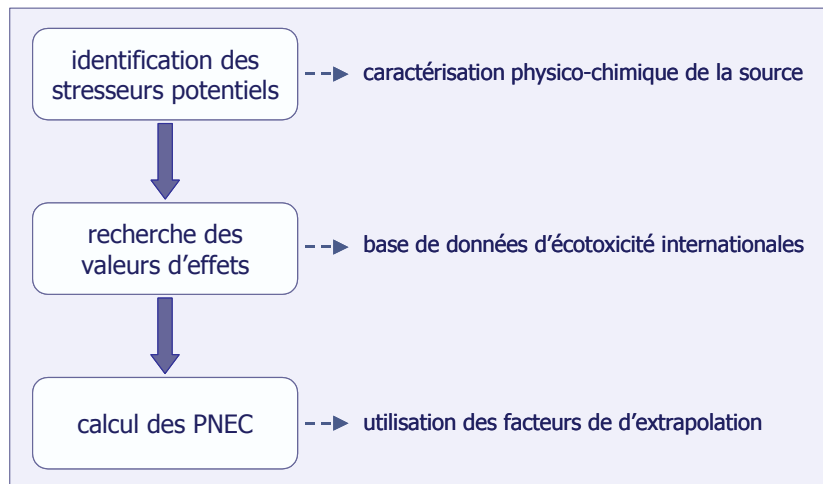 identification des
stresseurs potentiels
caractérisation physico-chimique de la source
recherche des
valeurs d’effets
base de données d’écotoxicité internationales
calcul des PNEC
utilisation des facteurs de d’extrapolation